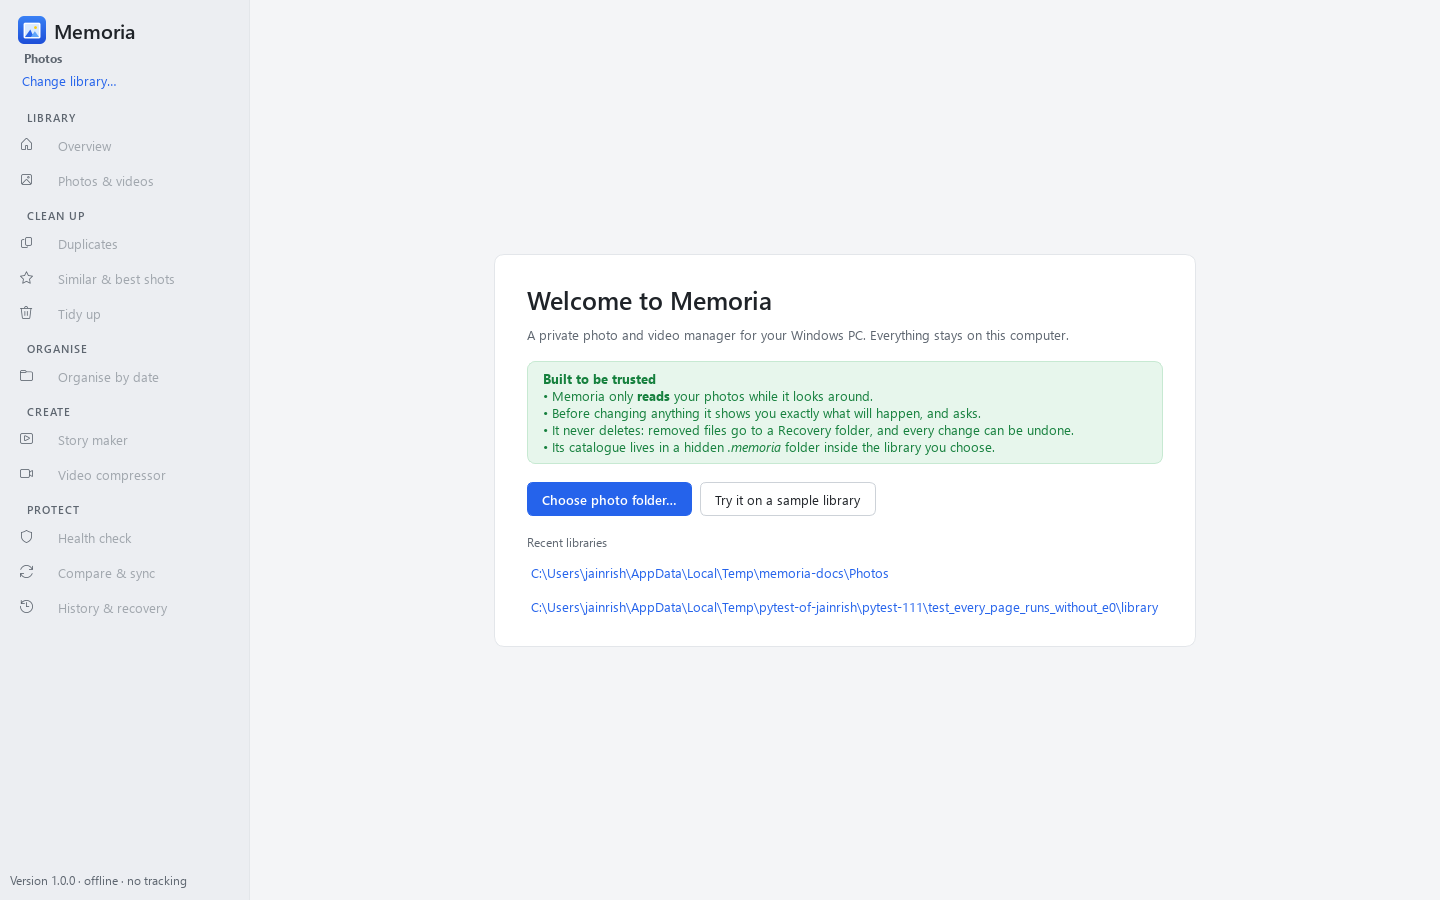 Memoria
Photos
Change library...
LIBRARY
Overview
Photos & videos
CLEAN UP
Duplicates
Similar & best shots
Tidy up
ORGANISE
Organise by date
CREATE
Story maker
Video compressor
PROTECT
Health check
Compare & sync
History & recovery
Version 1.0.0 · offline · no tracking
Welcome to Memoria
A private photo and video manager for your Windows PC. Everything stays on this computer.
Built to be trusted
• Memoria only reads your photos while it looks around.
• Before changing anything it shows you exactly what will happen, and asks.
• It never deletes: removed files go to a Recovery folder, and every change can be undone.
• Its catalogue lives in a hidden .memoria folder inside the library you choose.
Choose photo folder...
Try it on a sample library
Recent libraries
C:\Users\jainrish\AppData\Local\Temp\memoria-docs\Photos
C:\Users\jainrish\AppData\Local\Temp\pytest-of-jainrish\pytest-111\test_every_page_runs_without_e0\library